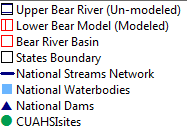 Upper Bear River (Un-modeled)
Lower Bear Model (Modeled)
Bear River Basin
States Boundary
National Streams Network
National Waterbodies
National Dams
CUAHSIsites